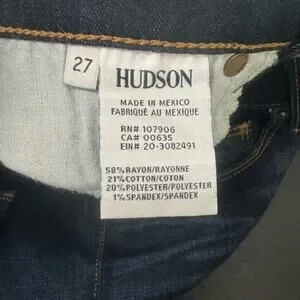 27
HUDSON
MADE IN MEXICO
FABRIQUÉ AU MEXIQUE
RN# 107906
CA# 00635
EIN# 20-3082491
58% RAYON/RAYONNE
21% COTTON/COTON
20% POLYESTER/POLYESTER
1% SPANDEX/SPANDEX